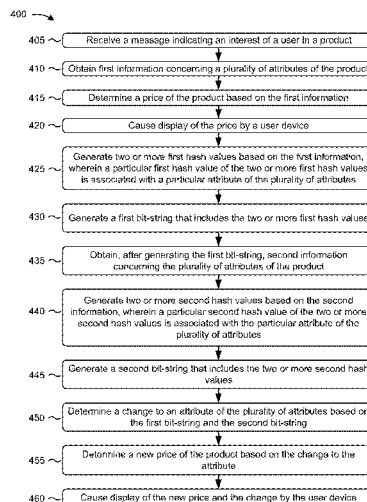 400
405
Receive a message indicating an interest of a user in a product
410
Obtain first information concerning a plurality of attributes of the product
415
Determine a price of the product based on the first information
420
Cause display of the price by a user device
425
Generate two or more first hash values based on the first information,
wherein a particular first hash value of the two or more first hash values
is associated with a particular attribute of the plurality of attributes
430
Generate a first bit-string that includes the two or more first hash values
435
Obtain, after generating the first bit-string, second information
concerning the plurality of attributes of the product
440
Generate two or more second hash values based on the second
information, wherein a particular second hash value of the two or more
second hash values is associated with the particular attribute of the
plurality of attributes
445
Generate a second bit-string that includes the two or more second hash
values
450
Determine a change to an attribute of the plurality of attributes based on
the first bit-string and the second bit-string
455
Determine a new price of the product based on the change to the
attribute
460
Cause display of the new price and the change by the user device